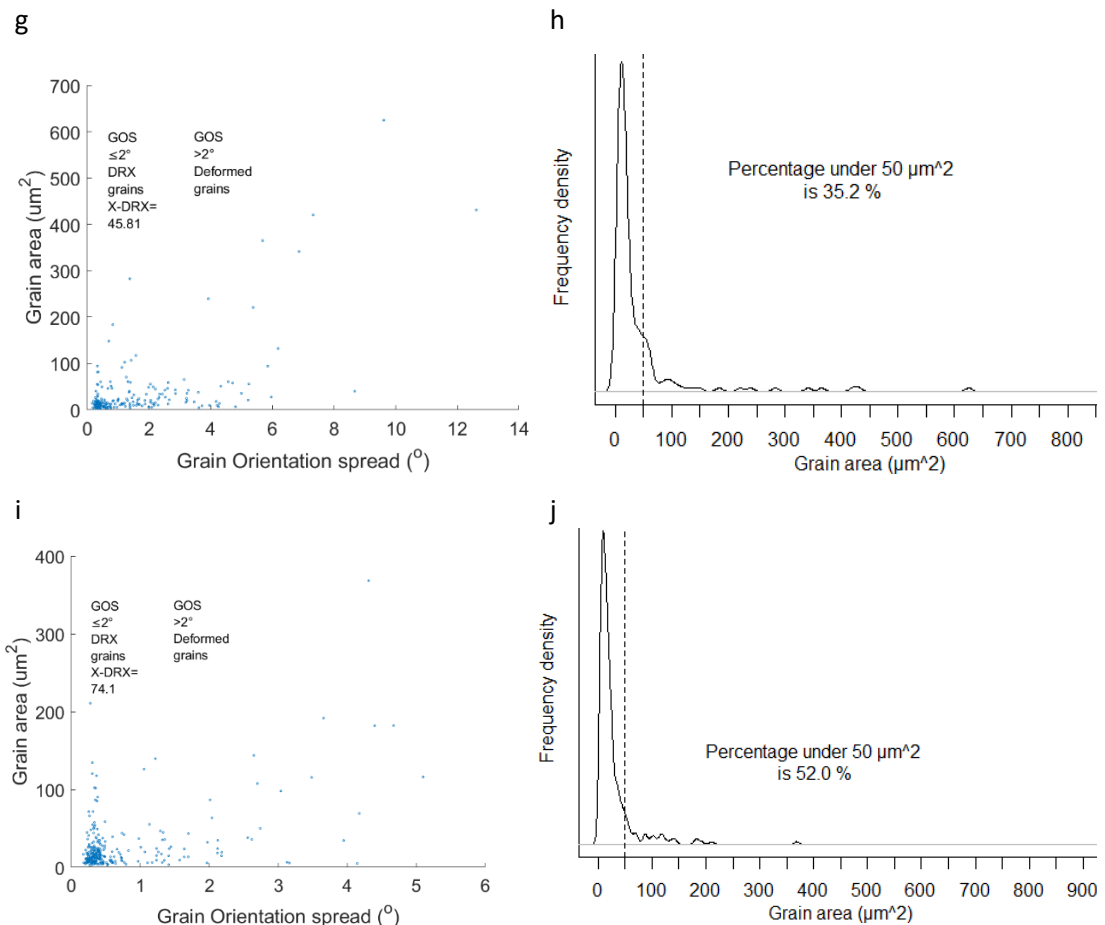 g
700
600
500
400
300
200
100
0
Grain area (um2)
GOS
≤2°
DRX
grains
X-DRX=
45.81
GOS
>2°
Deformed
grains
0 2 4 6 8 10 12 14
Grain Orientation spread (o)
h
Frequency density
Percentage under 50 µm^2
is 35.2 %
0 100 200 300 400 500 600 700 800
Grain area (µm^2)
i
400
300
200
100
0
Grain area (um2)
GOS
≤2°
DRX
grains
X-DRX=
74.1
GOS
>2°
Deformed
grains
0 1 2 3 4 5 6
Grain Orientation spread (o)
j
Frequency density
Percentage under 50 µm^2
is 52.0 %
0 100 200 300 400 500 600 700 800 900
Grain area (µm^2)